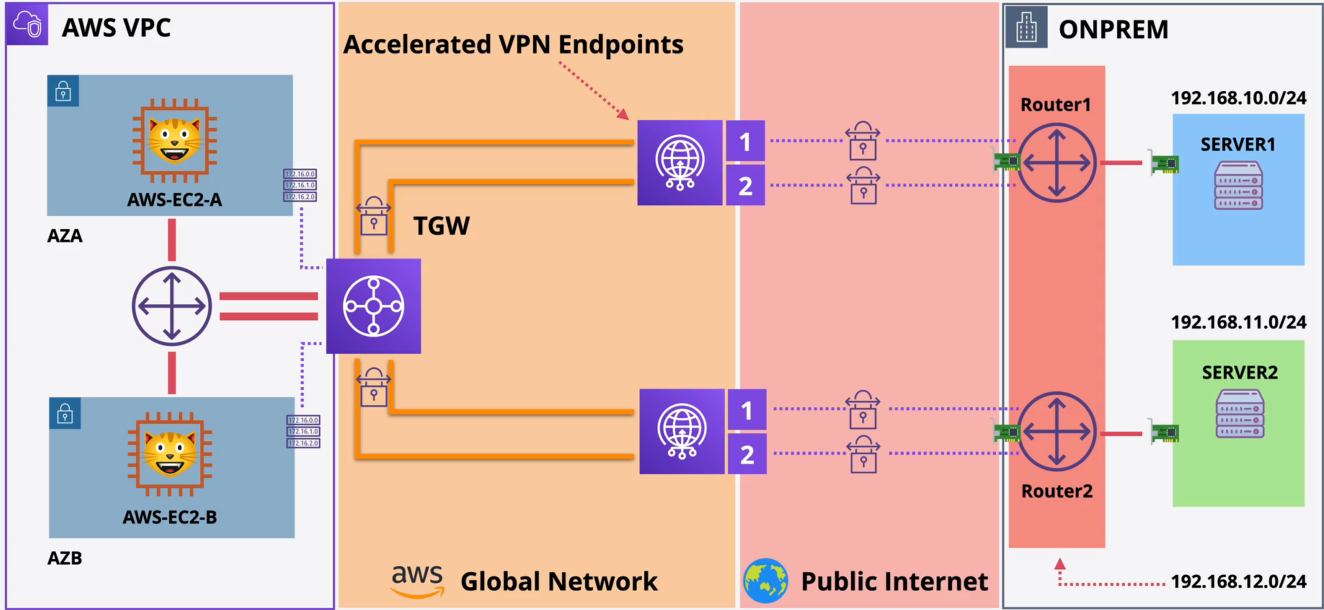 AWS VPC
AWS-EC2-A
172.16.0.0
172.16.1.0
172.16.2.0
AZA
AWS-EC2-B
172.16.0.0
172.16.1.0
172.16.2.0
AZB
Accelerated VPN Endpoints
TGW
1
2
1
2
aws
Global Network
Public Internet
ONPREM
Router1
192.168.10.0/24
SERVER1
192.168.11.0/24
SERVER2
Router2
192.168.12.0/24